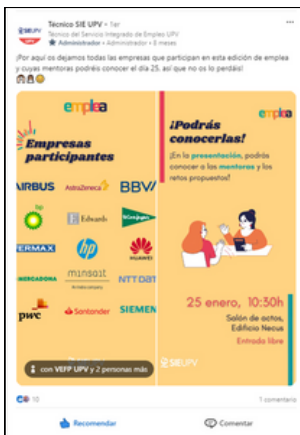 Técnico SIE UPV • 1er
Técnico del Servicio Integrado de Empleo UPV
Administrador • Administrador • 8 meses
¡Por aquí os dejamos todas las empresas que participan en esta edición de emplea
y cuyas mentoras podréis conocer el día 25, así que no os lo perdáis!
SIEUPV
emplea
Empresas
participantes
AIRBUS
AstraZeneca
BBVA
bp
Edwards
El Corte Inglés
hp
HUAWEI
MERCADONA
minsait
NTT DATA
pwc
Santander
SIEMENS
con VEFP UPV y 2 personas más
emplea
¡Podrás
conocerlas!
¡En la presentación, podrás
conocer a las mentoras y los
retos propuestos!
25 enero, 10:30h
Salón de actos,
Edificio Nexus
Entrada libre
SIEUPV
10
1 comentario
Recomendar
Comentar